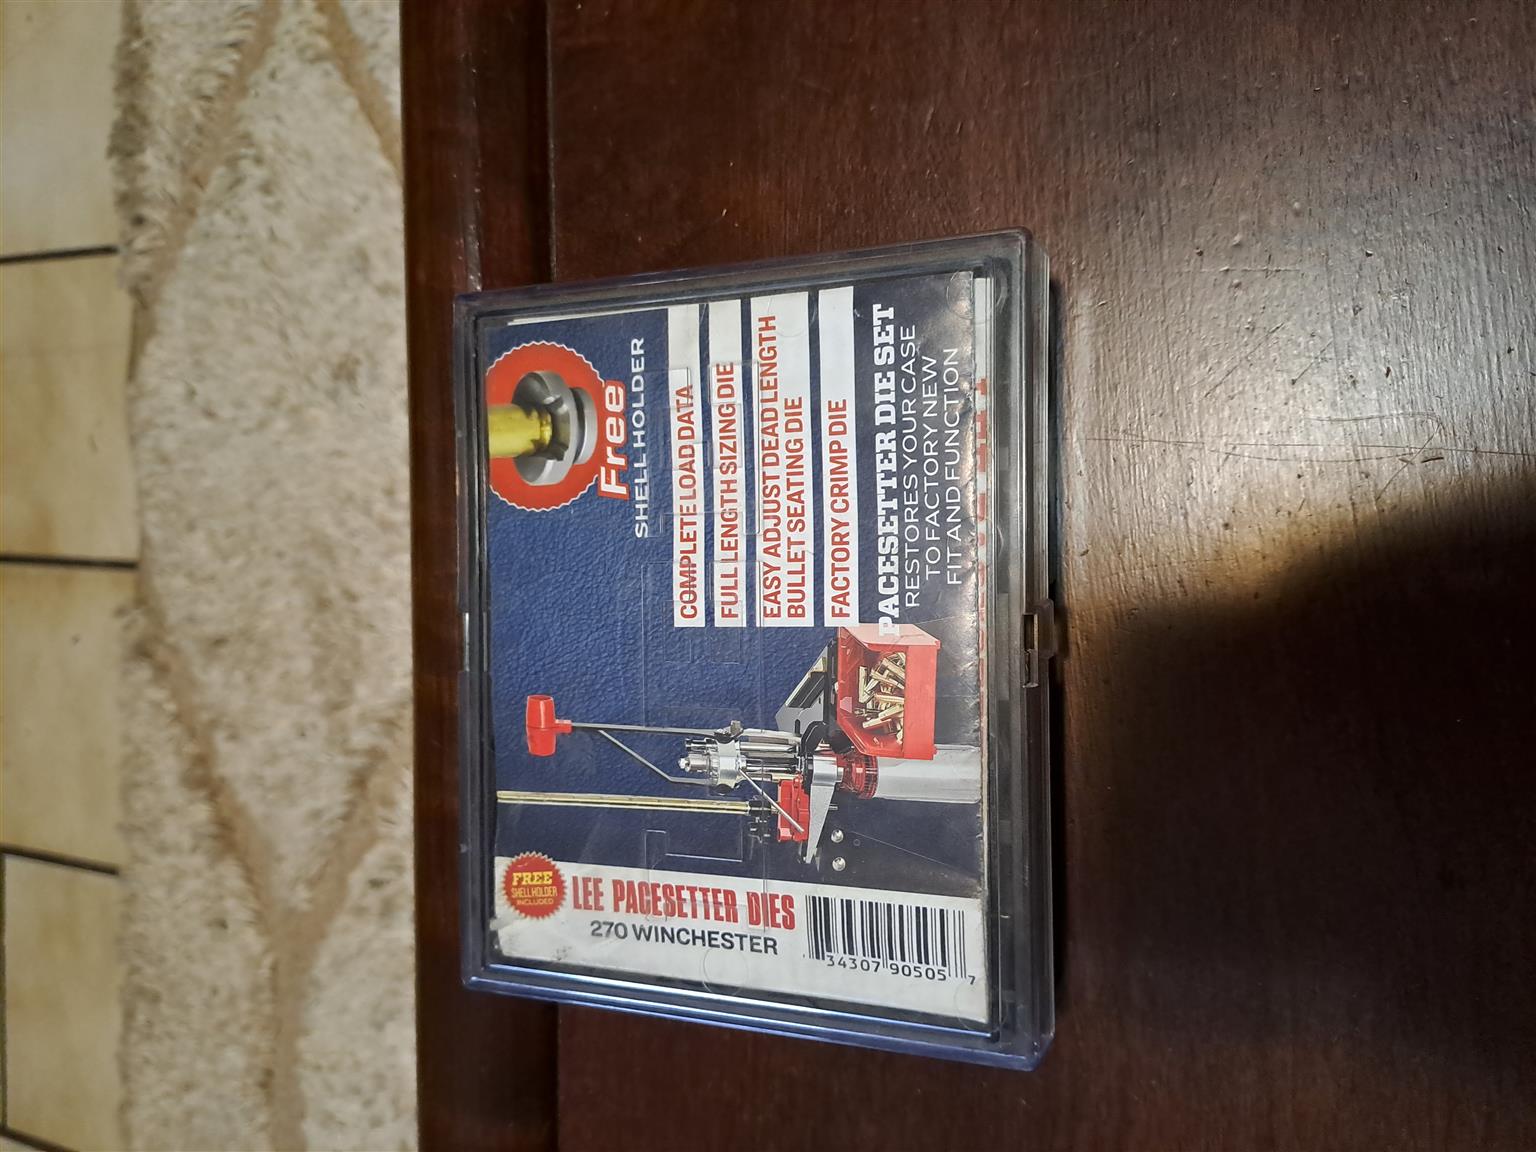 Free
SHELL HOLDER
COMPLETE LOAD DATA
FULL LENGTH SIZING DIE
EASY ADJUST DEAD LENGTH
BULLET SEATING DIE
FACTORY CRIMP DIE
PACESETTER DIE SET
RESTORES YOUR CASE
TO FACTORY NEW
FIT AND FUNCTION
FREE
SHELL HOLDER
INCLUDED
LEE PACESETTER DIES
270 WINCHESTER
34307 90505 7